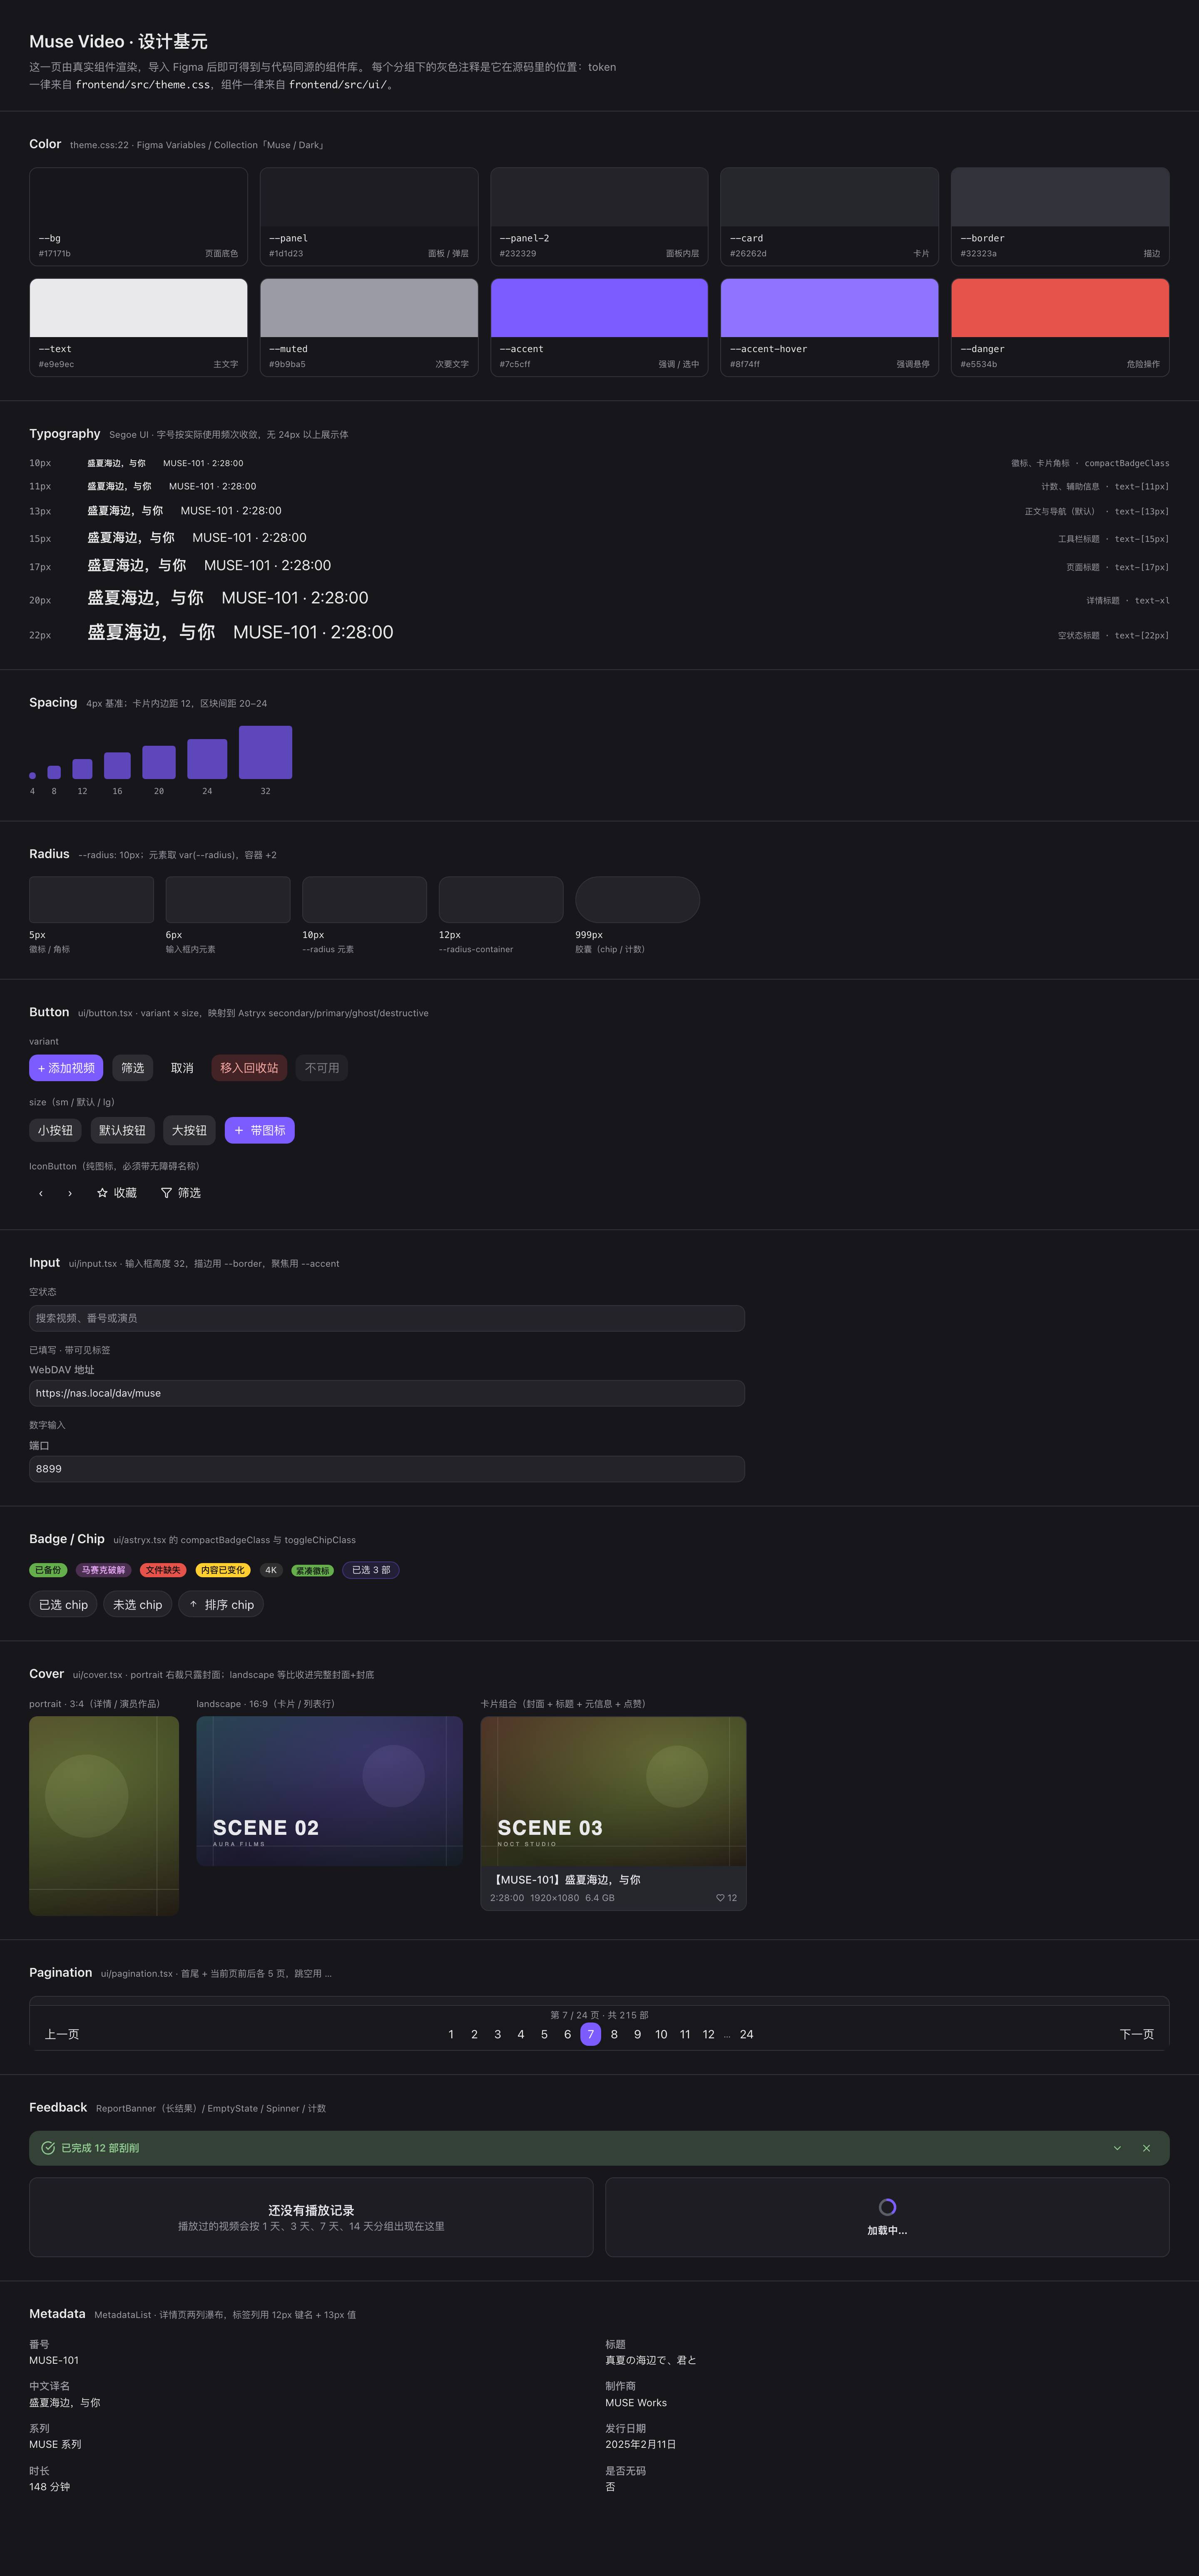 Muse Video · 设计基元
这一页由真实组件渲染，导入 Figma 后即可得到与代码同源的组件库。 每个分组下的灰色注释是它在源码里的位置：token
一律来自 frontend/src/theme.css，组件一律来自 frontend/src/ui/。
Color theme.css:22 · Figma Variables / Collection「Muse / Dark」
--bg
#17171b 页面底色
--panel
#1d1d23 面板 / 弹层
--panel-2
#232329 面板内层
--card
#26262d 卡片
--border
#32323a 描边
--text
#e9e9ec 主文字
--muted
#9b9ba5 次要文字
--accent
#7c5cff 强调 / 选中
--accent-hover
#8f74ff 强调悬停
--danger
#e5534b 危险操作
Typography Segoe UI · 字号按实际使用频次收敛，无 24px 以上展示体
10px 盛夏海边，与你 MUSE-101 · 2:28:00 徽标、卡片角标 · compactBadgeClass
11px 盛夏海边，与你 MUSE-101 · 2:28:00 计数、辅助信息 · text-[11px]
13px 盛夏海边，与你 MUSE-101 · 2:28:00 正文与导航（默认） · text-[13px]
15px 盛夏海边，与你 MUSE-101 · 2:28:00 工具栏标题 · text-[15px]
17px 盛夏海边，与你 MUSE-101 · 2:28:00 页面标题 · text-[17px]
20px 盛夏海边，与你 MUSE-101 · 2:28:00 详情标题 · text-xl
22px 盛夏海边，与你 MUSE-101 · 2:28:00 空状态标题 · text-[22px]
Spacing 4px 基准；卡片内边距 12，区块间距 20–24
4 8 12 16 20 24 32
Radius --radius: 10px；元素取 var(--radius)，容器 +2
5px
徽标 / 角标
6px
输入框内元素
10px
--radius 元素
12px
--radius-container
999px
胶囊（chip / 计数）
Button ui/button.tsx · variant × size，映射到 Astryx secondary/primary/ghost/destructive
variant
+ 添加视频 筛选 取消 移入回收站 不可用
size（sm / 默认 / lg）
小按钮 默认按钮 大按钮 + 带图标
IconButton（纯图标，必须带无障碍名称）
‹ › 收藏 筛选
Input ui/input.tsx · 输入框高度 32，描边用 --border，聚焦用 --accent
空状态
搜索视频、番号或演员
已填写 · 带可见标签
WebDAV 地址
https://nas.local/dav/muse
数字输入
端口
8899
Badge / Chip ui/astryx.tsx 的 compactBadgeClass 与 toggleChipClass
已备份 马赛克破解 文件缺失 内容已变化 4K 紧凑徽标 已选 3 部
已选 chip 未选 chip ↑ 排序 chip
Cover ui/cover.tsx · portrait 右裁只露封面；landscape 等比收进完整封面+封底
portrait · 3:4（详情 / 演员作品）
landscape · 16:9（卡片 / 列表行）
SCENE 02
AURA FILMS
卡片组合（封面 + 标题 + 元信息 + 点赞）
SCENE 03
NOCT STUDIO
【MUSE-101】盛夏海边，与你
2:28:00 1920×1080 6.4 GB 12
Pagination ui/pagination.tsx · 首尾 + 当前页前后各 5 页，跳空用 …
第 7 / 24 页 · 共 215 部
上一页 1 2 3 4 5 6 7 8 9 10 11 12 … 24 下一页
Feedback ReportBanner（长结果）/ EmptyState / Spinner / 计数
已完成 12 部刮削
还没有播放记录
播放过的视频会按 1 天、3 天、7 天、14 天分组出现在这里
加载中...
Metadata MetadataList · 详情页两列瀑布，标签列用 12px 键名 + 13px 值
番号
MUSE-101
标题
真夏の海辺で、君と
中文译名
盛夏海边，与你
制作商
MUSE Works
系列
MUSE 系列
发行日期
2025年2月11日
时长
148 分钟
是否无码
否